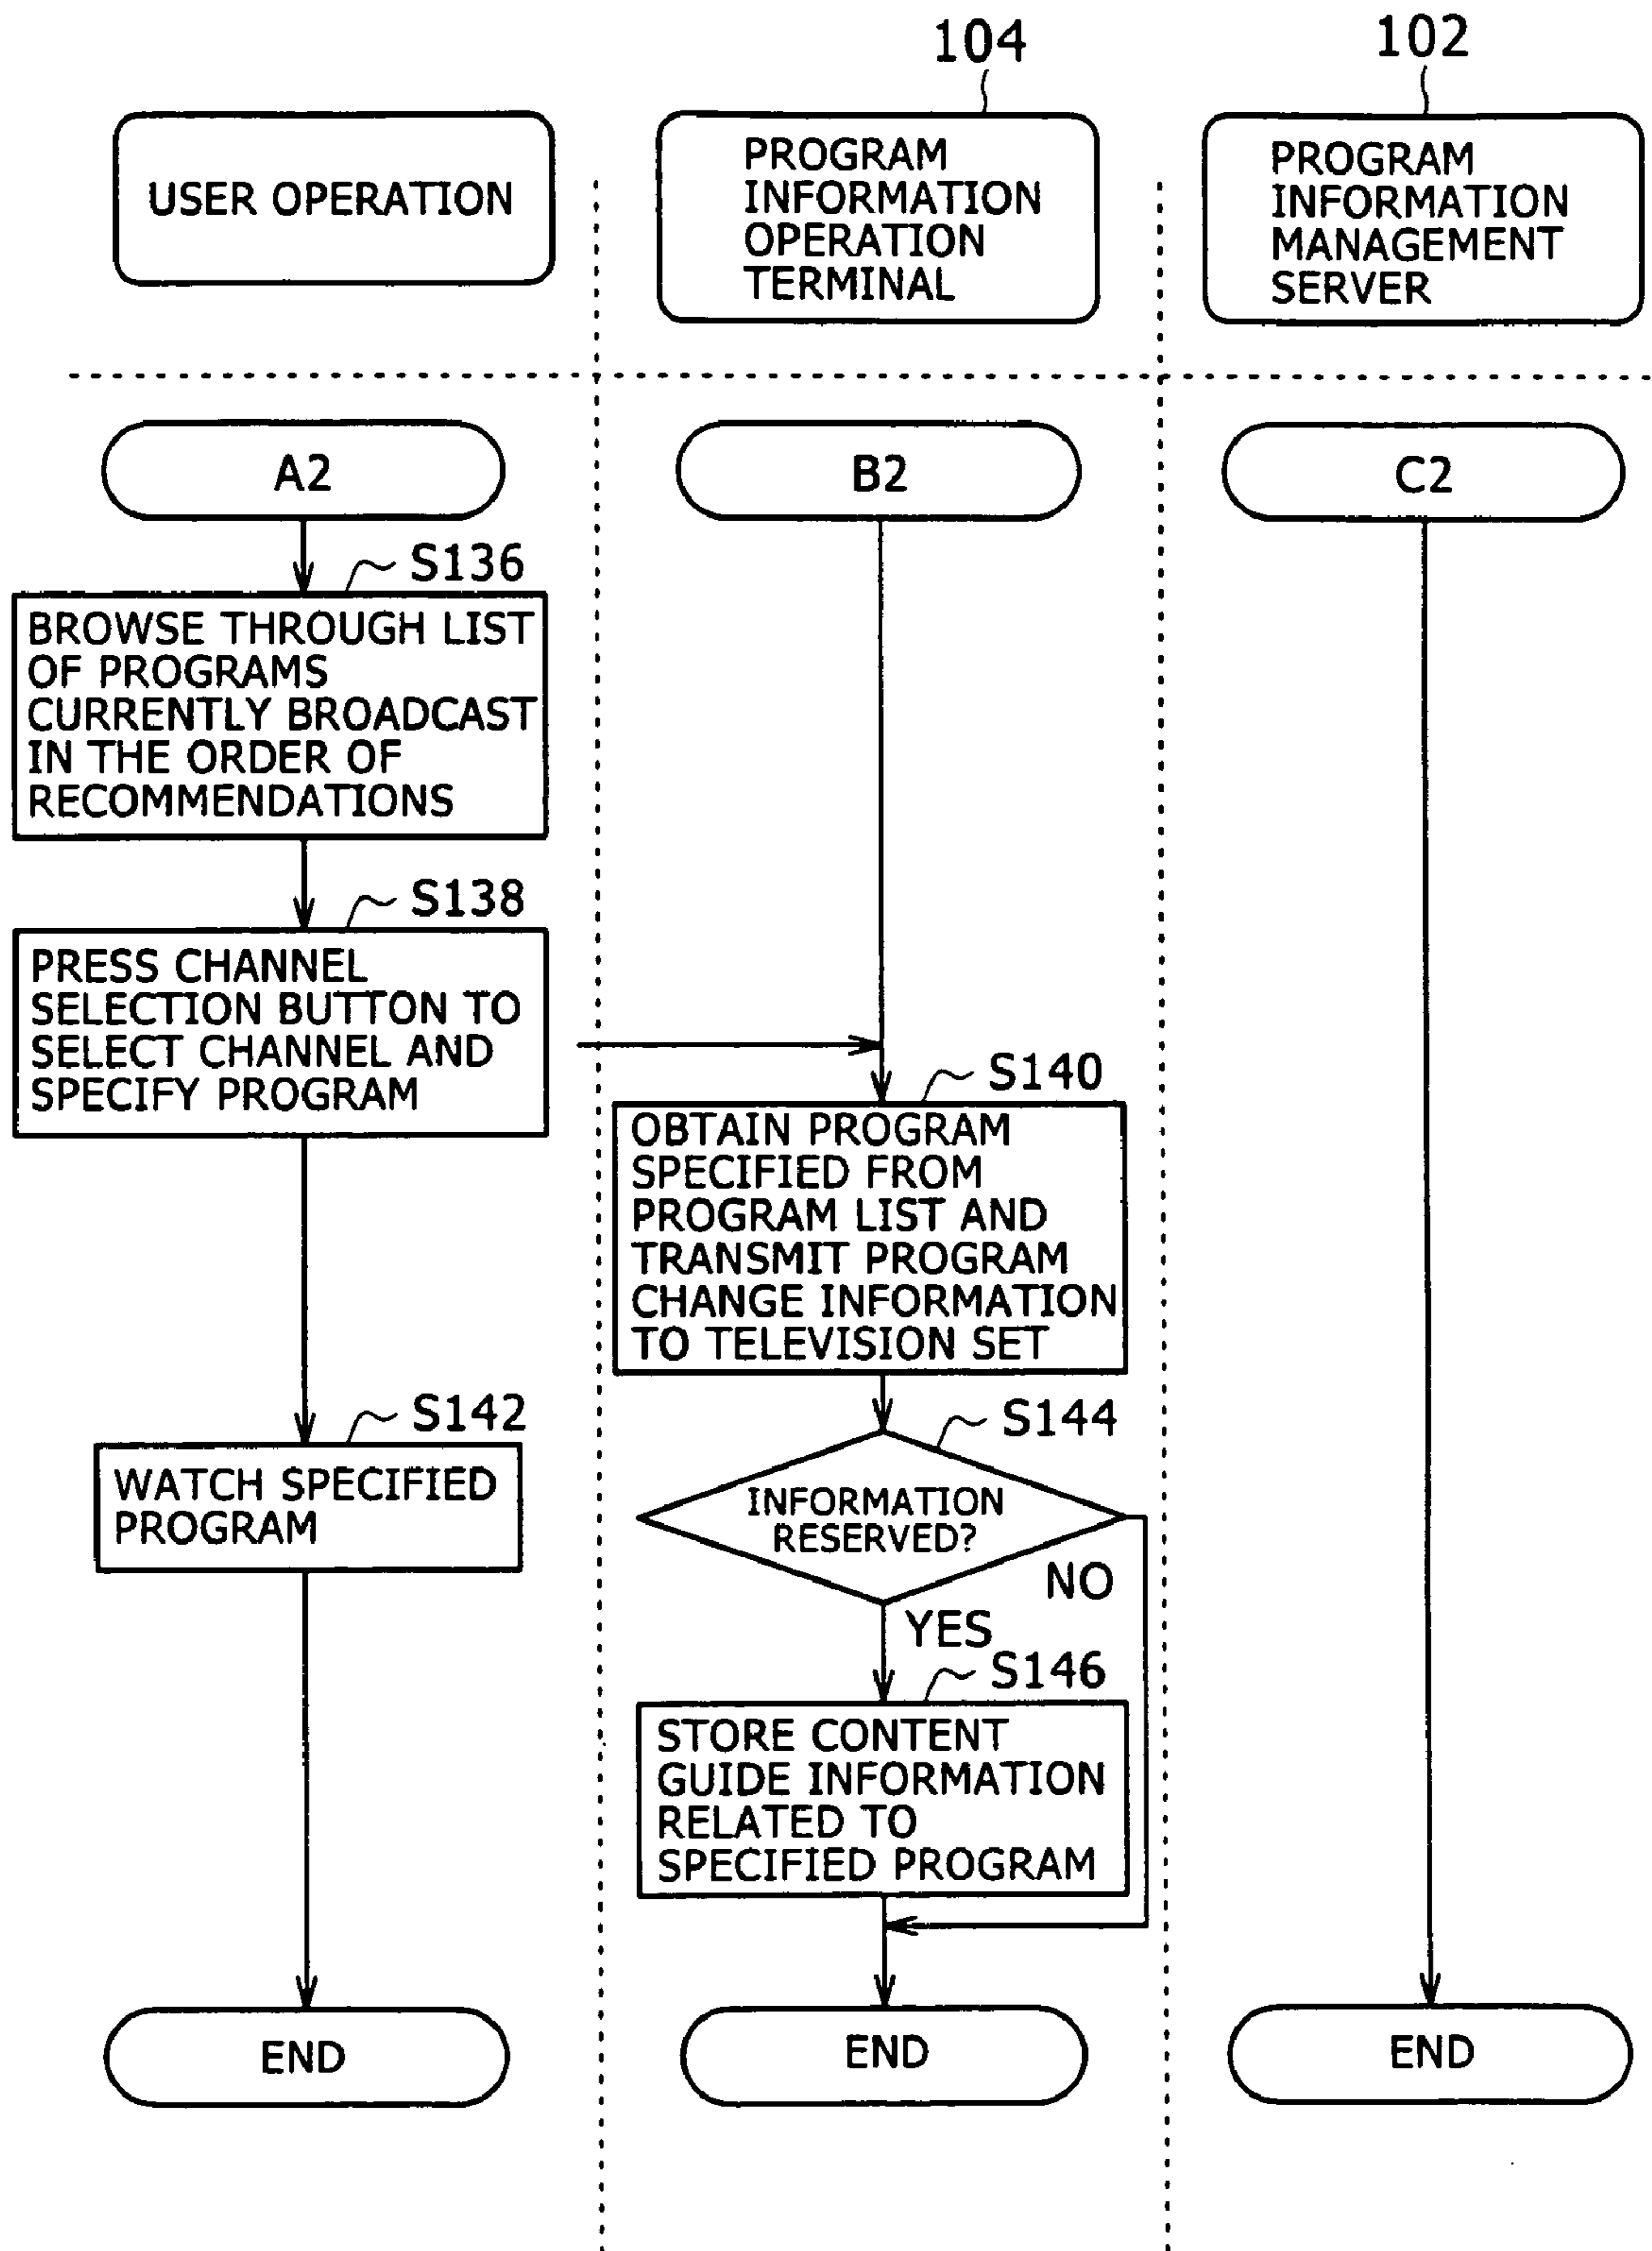 104
102
USER OPERATION
PROGRAM
INFORMATION
OPERATION
TERMINAL
PROGRAM
INFORMATION
MANAGEMENT
SERVER
A2
B2
C2
S136
BROWSE THROUGH LIST
OF PROGRAMS
CURRENTLY BROADCAST
IN THE ORDER OF
RECOMMENDATIONS
S138
PRESS CHANNEL
SELECTION BUTTON TO
SELECT CHANNEL AND
SPECIFY PROGRAM
S140
OBTAIN PROGRAM
SPECIFIED FROM
PROGRAM LIST AND
TRANSMIT PROGRAM
CHANGE INFORMATION
TO TELEVISION SET
S142
WATCH SPECIFIED
PROGRAM
S144
INFORMATION
RESERVED?
NO
YES
S146
STORE CONTENT
GUIDE INFORMATION
RELATED TO
SPECIFIED PROGRAM
END
END
END